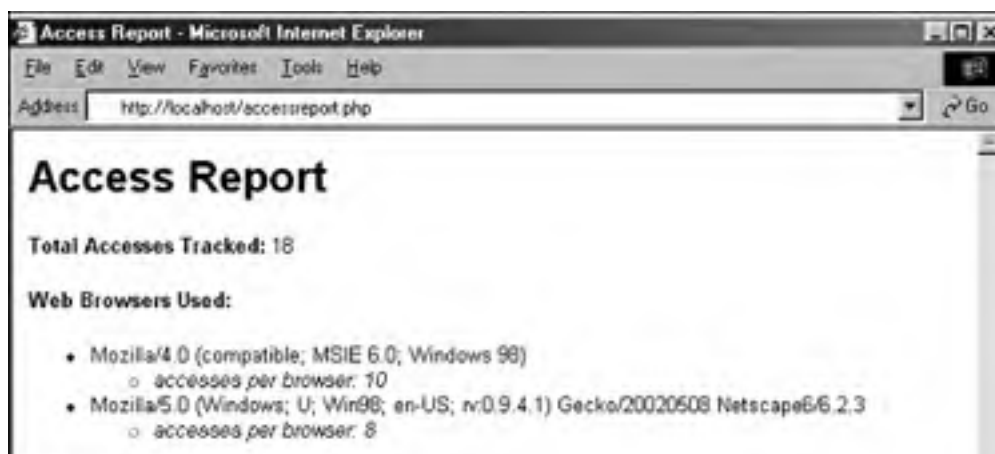 Access Report - Microsoft Internet Explorer
File Edit View Favorites Tools Help
Address http://localhost/accessreport.php Go
Access Report
Total Accesses Tracked: 18
Web Browsers Used:
• Mozilla/4.0 (compatible; MSIE 6.0; Windows 98)
○ accesses per browser: 10
• Mozilla/5.0 (Windows; U; Win98; en-US; rv:0.9.4.1) Gecko/20020508 Netscape6/6.2.3
○ accesses per browser: 8